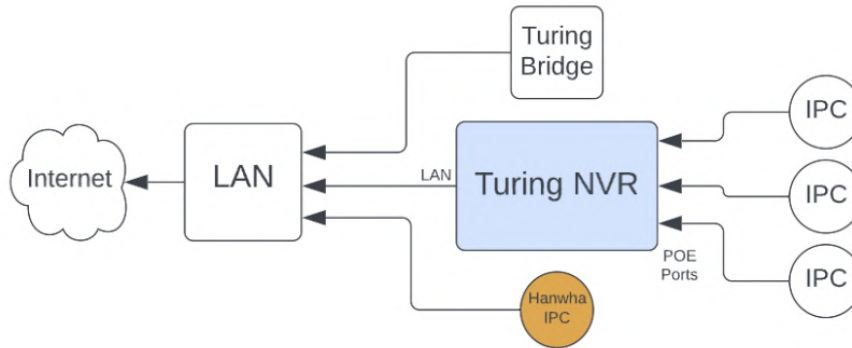 Turing
Bridge
IPC
Internet
LAN
LAN
Turing NVR
IPC
POE
Ports
IPC
Hanwha
IPC